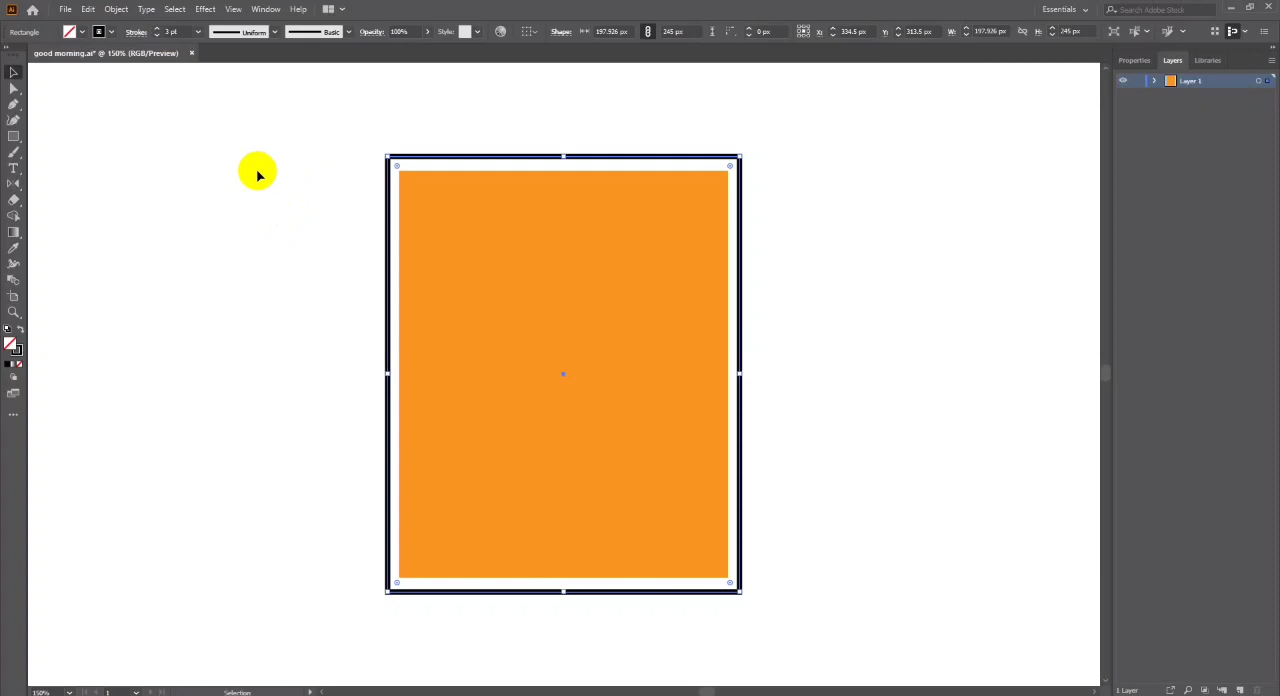 Ai File Edit Object Type Select Effect View Window Help Essentials Search Adobe Stock
Rectangle Stroke: 3 pt Uniform Basic Opacity: 100% Style: Shape: 197.926 px 245 px 0 px X: 334.5 px Y: 313.5 px W: 197.926 px H: 245 px
good morning.ai* @ 150% (RGB/Preview) ×
Properties Layers Libraries
Layer 1
150% 1 Selection 1 Layer